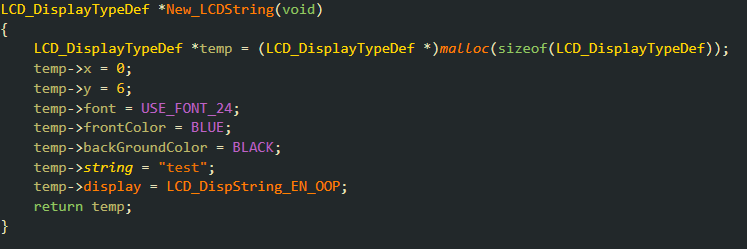 LCD_DisplayTypeDef *New_LCDString(void)
{
    LCD_DisplayTypeDef *temp = (LCD_DisplayTypeDef *)malloc(sizeof(LCD_DisplayTypeDef));
    temp->x = 0;
    temp->y = 6;
    temp->font = USE_FONT_24;
    temp->frontColor = BLUE;
    temp->backGroundColor = BLACK;
    temp->string = "test";
    temp->display = LCD_DispString_EN_OOP;
    return temp;
}